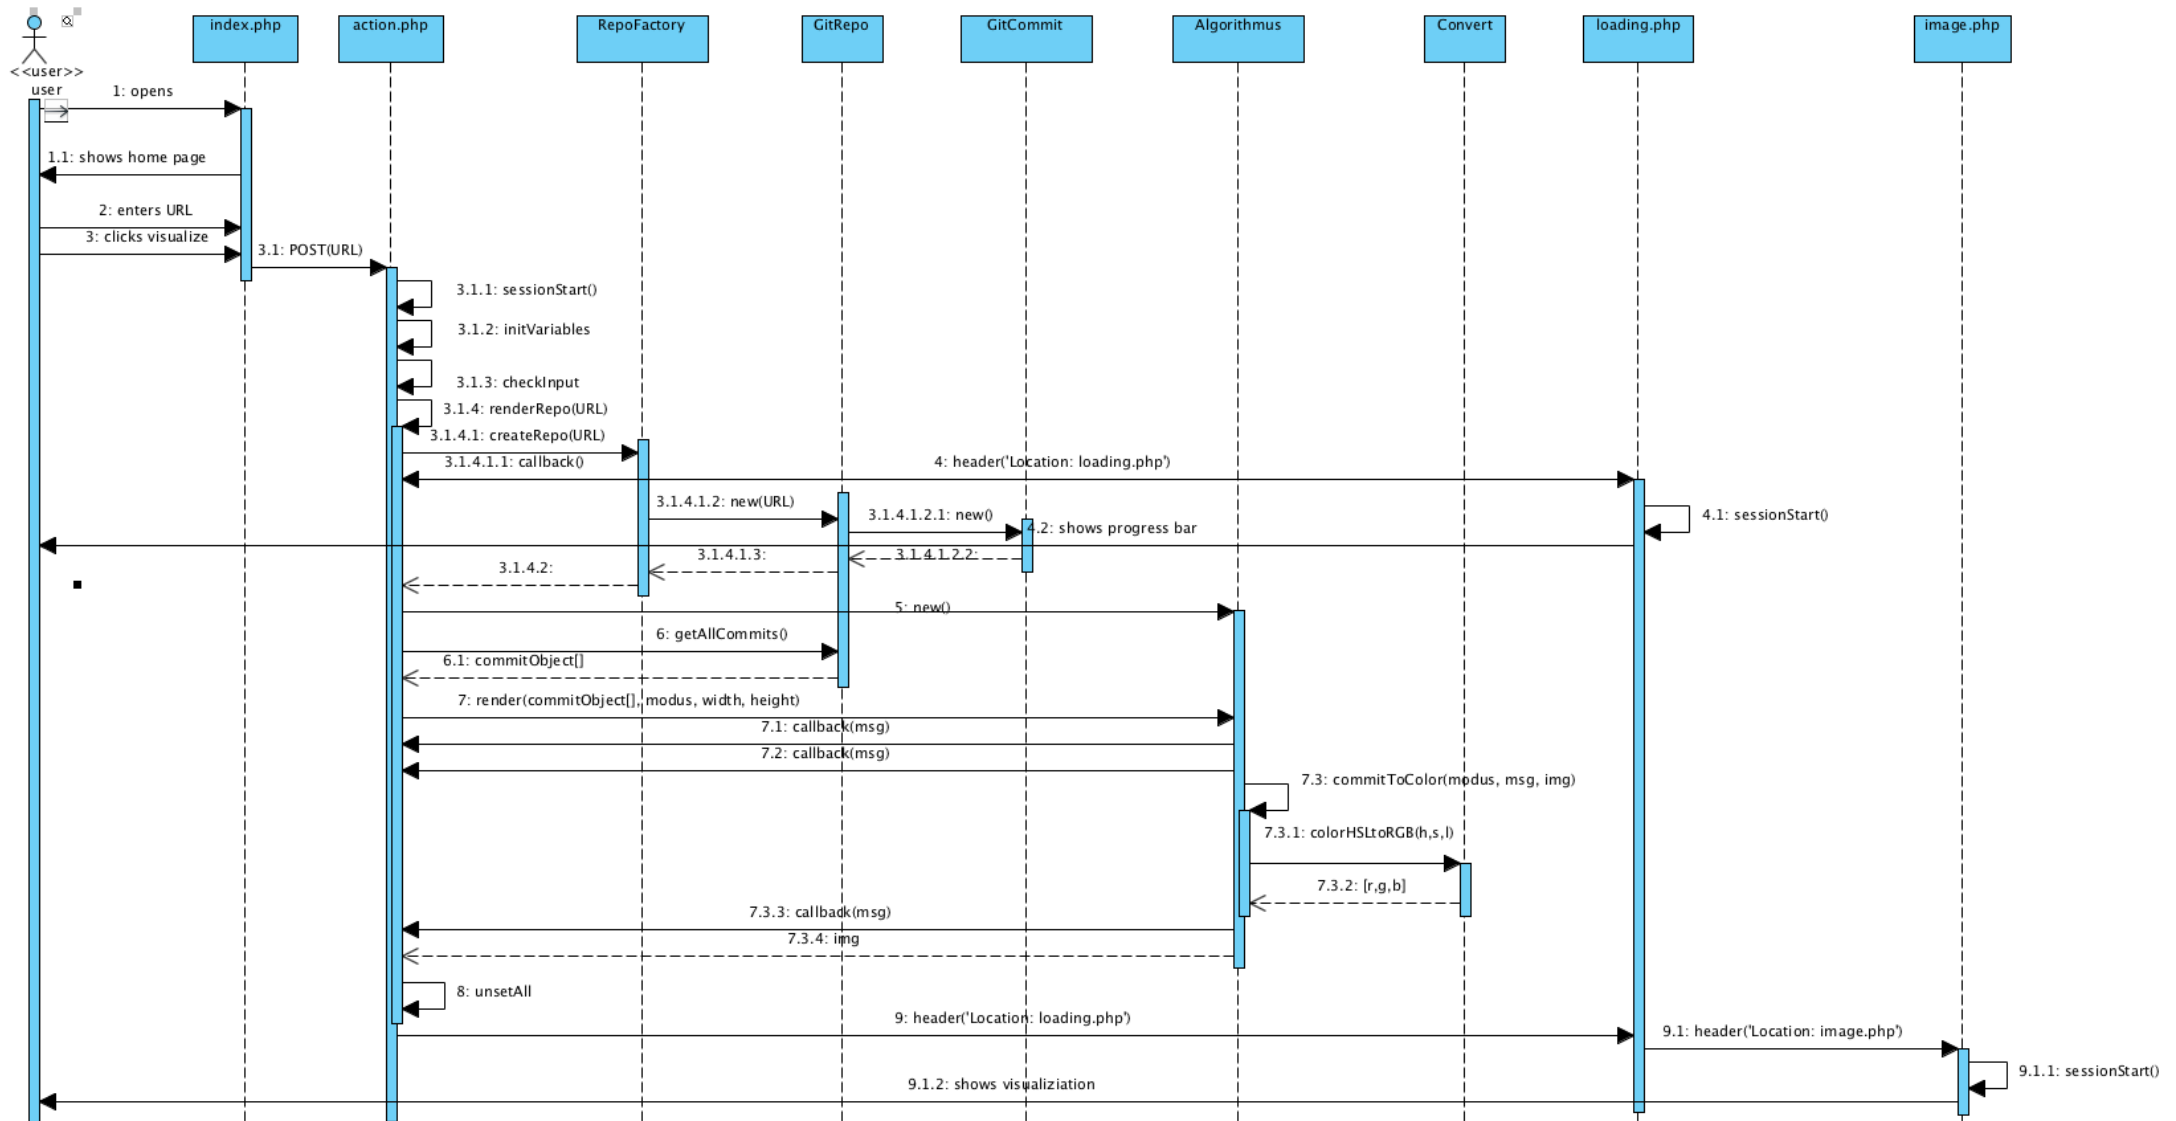 index.php
action.php
RepoFactory
GitRepo
GitCommit
Algorithmus
Convert
loading.php
image.php
<<user>>
user
1: opens
1.1: shows home page
2: enters URL
3: clicks visualize
3.1: POST(URL)
3.1.1: sessionStart()
3.1.2: initVariables
3.1.3: checkInput
3.1.4: renderRepo(URL)
3.1.4.1: createRepo(URL)
3.1.4.1.1: callback()
4: header('Location: loading.php')
3.1.4.1.2: new(URL)
3.1.4.1.2.1: new()
4.1: sessionStart()
4.2: shows progress bar
3.1.4.1.2.2:
3.1.4.1.3:
3.1.4.2:
5: new()
6: getAllCommits()
6.1: commitObject[]
7: render(commitObject[], modus, width, height)
7.1: callback(msg)
7.2: callback(msg)
7.3: commitToColor(modus, msg, img)
7.3.1: colorHSLtoRGB(h,s,l)
7.3.2: [r,g,b]
7.3.3: callback(msg)
7.3.4: img
8: unsetAll
9: header('Location: loading.php')
9.1: header('Location: image.php')
9.1.1: sessionStart()
9.1.2: shows visualiziation